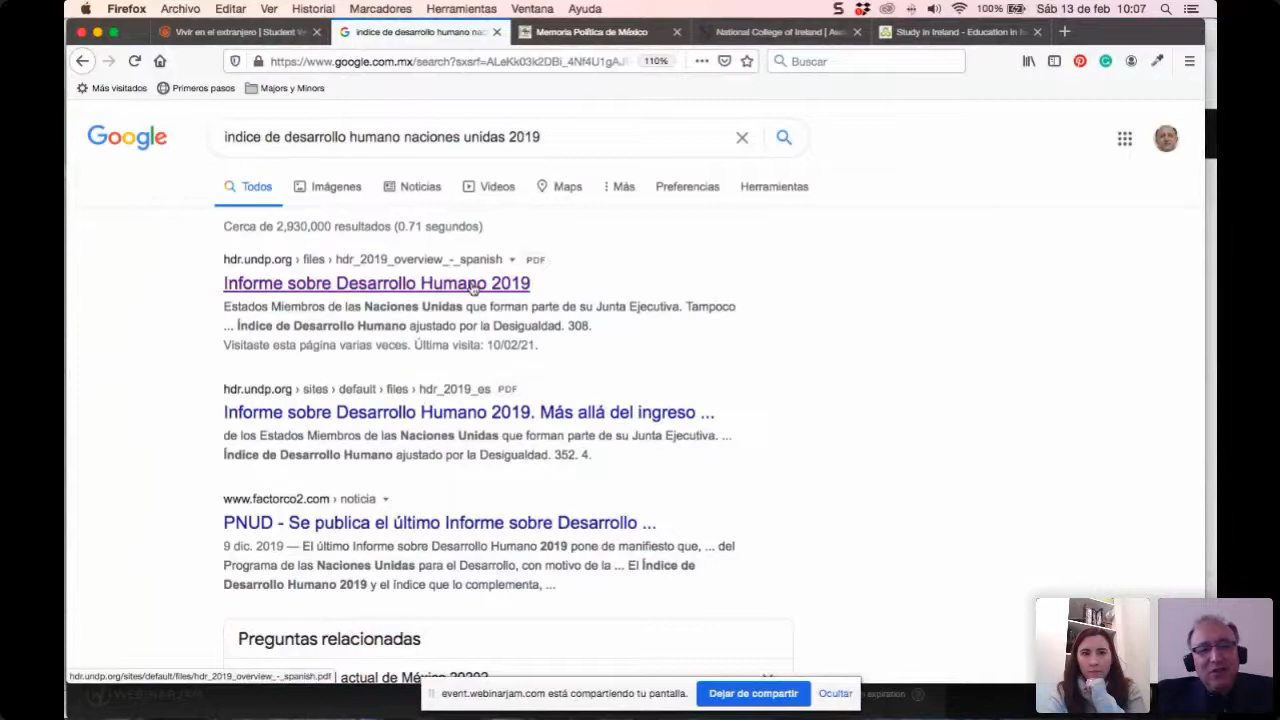 Firefox Archivo Editar Ver Historial Marcadores Herramientas Ventana Ayuda 100% Sáb 13 de feb 10:07
Vivir en el extranjero | Student W
indice de desarrollo humano nac
Memoria Política de México
National College of Ireland |
Study in Ireland - Education in
https://www.google.com.mx/search?sxsrf= 110% Buscar
Más visitados Primeros pasos Majors y Minors
Google indice de desarrollo humano naciones unidas 2019
Todos Imágenes Noticias Videos Maps Más Preferencias Herramientas
Cerca de 2,930,000 resultados (0.71 segundos)
hdr.undp.org › files › hdr_2019_overview_-_spanish PDF
Informe sobre Desarrollo Humano 2019
Estados Miembros de las Naciones Unidas que forman parte de su Junta Ejecutiva. Tampoco
... Índice de Desarrollo Humano ajustado por la Desigualdad. 308.
Visitaste esta página varias veces. Última visita: 10/02/21.
hdr.undp.org › sites › default › files › hdr_2019_es PDF
Informe sobre Desarrollo Humano 2019. Más allá del ingreso ...
de los Estados Miembros de las Naciones Unidas que forman parte de su Junta Ejecutiva. ...
Índice de Desarrollo Humano ajustado por la Desigualdad. 352. 4.
www.factorco2.com › noticia
PNUD - Se publica el último Informe sobre Desarrollo ...
9 dic. 2019 — El último Informe sobre Desarrollo Humano 2019 pone de manifiesto que, ... del
Programa de las Naciones Unidas para el Desarrollo, con motivo de la ... El Índice de
Desarrollo Humano 2019 y el índice que lo complementa, ...
Preguntas relacionadas
hdr.undp.org/sites/default/files/hdr_2019_overview_-_spanish.pdf actual de México 2020?
WEBINARJAM event.webinarjam.com está compartiendo tu pantalla. Dejar de compartir Ocultar expiration